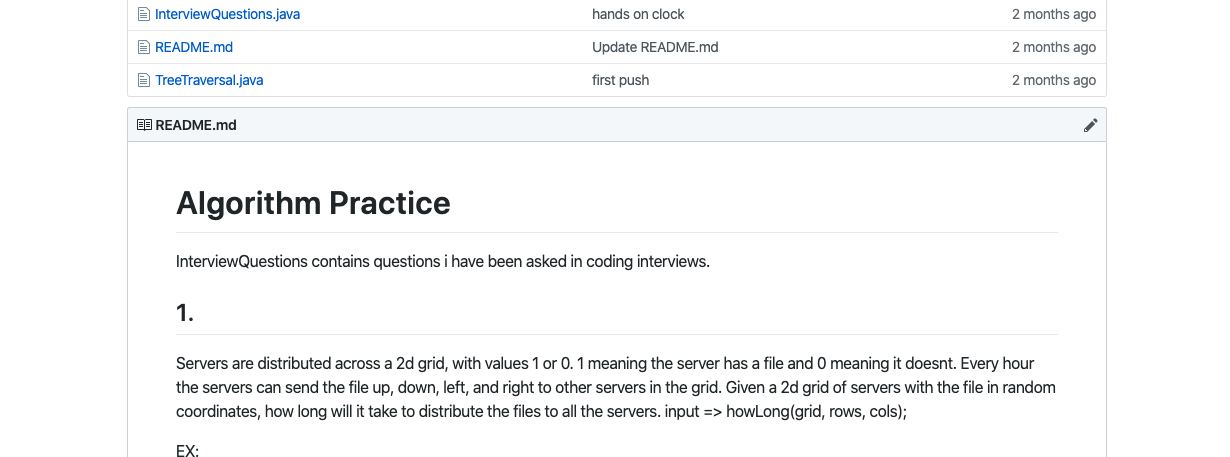 InterviewQuestions.java hands on clock 2 months ago
README.md Update README.md 2 months ago
TreeTraversal.java first push 2 months ago
README.md
Algorithm Practice
InterviewQuestions contains questions i have been asked in coding interviews.
1.
Servers are distributed across a 2d grid, with values 1 or 0. 1 meaning the server has a file and 0 meaning it doesnt. Every hour
the servers can send the file up, down, left, and right to other servers in the grid. Given a 2d grid of servers with the file in random
coordinates, how long will it take to distribute the files to all the servers. input => howLong(grid, rows, cols);
EX: